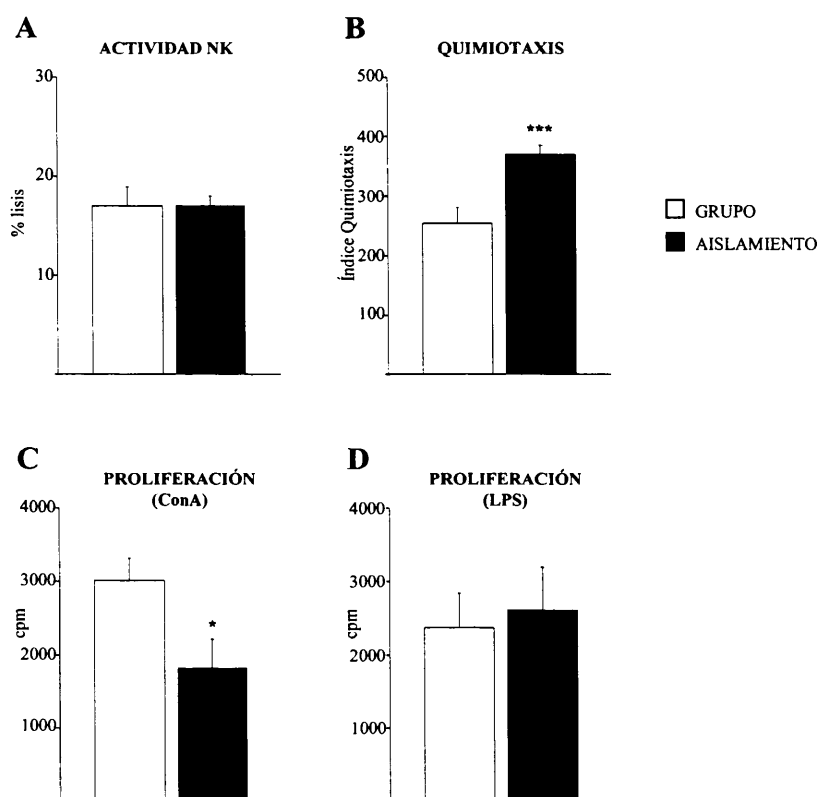 A
ACTIVIDAD NK
30
20
10
% lisis
B
QUIMIOTAXIS
500
400
300
200
100
Índice Quimiotaxis
***
GRUPO
AISLAMIENTO
C
PROLIFERACIÓN
(ConA)
4000
3000
2000
1000
cpm
*
D
PROLIFERACIÓN
(LPS)
4000
3000
2000
1000
cpm